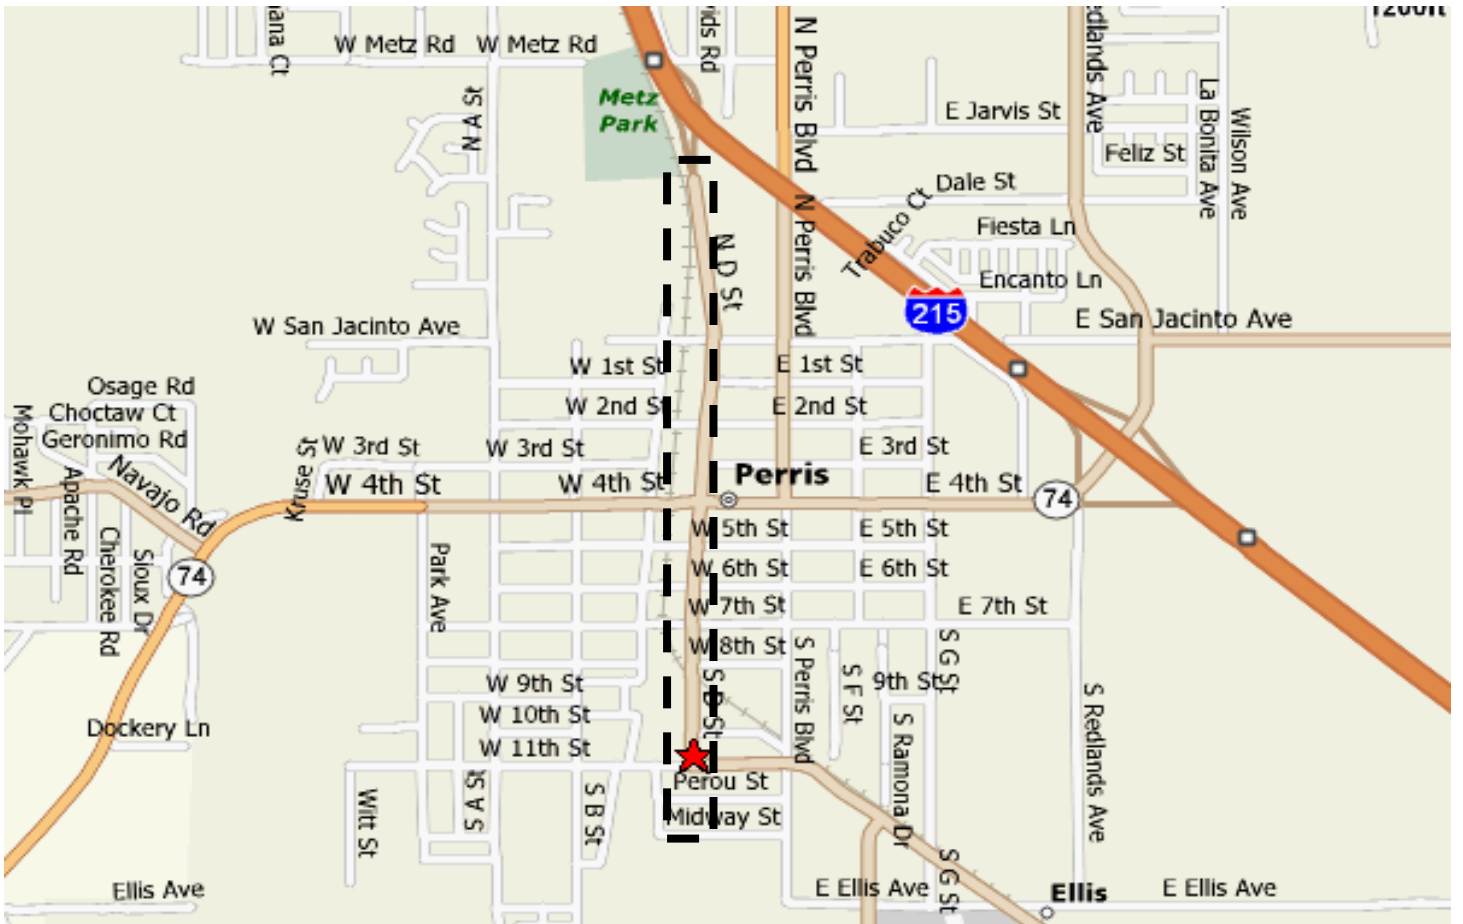 1200ft
W Metz Rd
W Metz Rd
N Perris Blvd
Metz
Park
N A St
E Jarvis St
La Bonita Ave
Wilson Ave
Feliz St
Dale St
N Perris Blvd
Trabuco Ct
Fiesta Ln
N D St
Encanto Ln
215
W San Jacinto Ave
E San Jacinto Ave
W 1st St
E 1st St
Osage Rd
Choctaw Ct
W 2nd St
E 2nd St
Mohawk Pl
Geronimo Rd
Kruse St
W 3rd St
W 3rd St
E 3rd St
Navajo Rd
Apache Rd
W 4th St
W 4th St
Perris
E 4th St
74
W 5th St
E 5th St
Cherokee Rd
Sioux Dr
74
Park Ave
W 6th St
E 6th St
W 7th St
E 7th St
W 8th St
S Perris Blvd
S F St
S G St
W 9th St
S D St
9th St
S Redlands Ave
W 10th St
Dockery Ln
S Ramona Dr
W 11th St
Perou St
Witt St
S A St
S B St
Midway St
S G St
Ellis Ave
E Ellis Ave
Ellis
E Ellis Ave